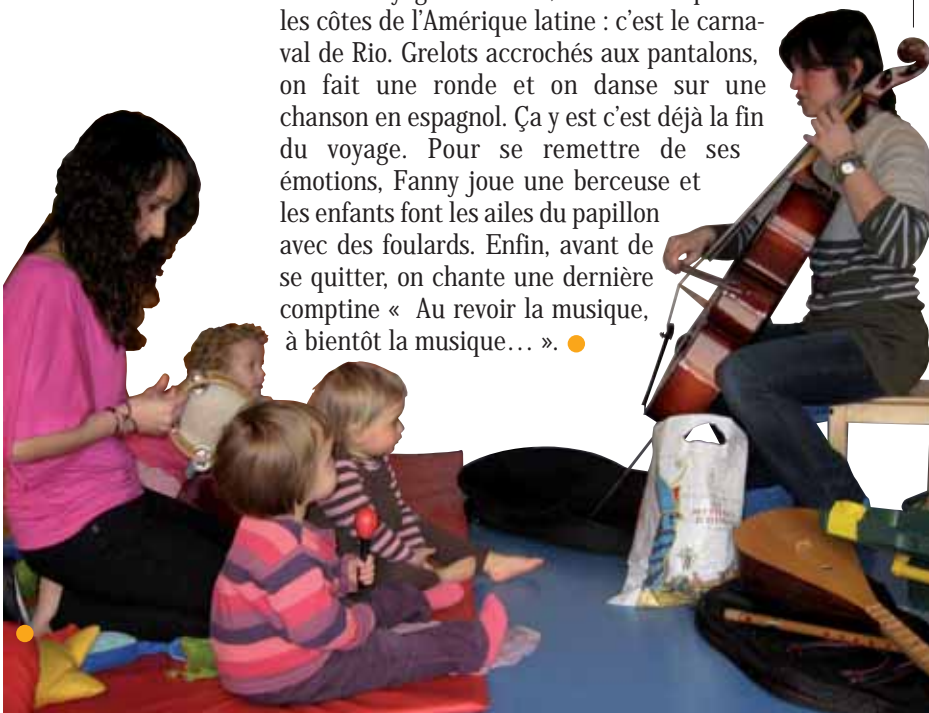 les côtes de l'Amérique latine : c'est le carna-
val de Rio. Grelots accrochés aux pantalons,
on fait une ronde et on danse sur une
chanson en espagnol. Ça y est c'est déjà la fin
du voyage. Pour se remettre de ses
émotions, Fanny joue une berceuse et
les enfants font les ailes du papillon
avec des foulards. Enfin, avant de
se quitter, on chante une dernière
comptine « Au revoir la musique,
à bientôt la musique… ».